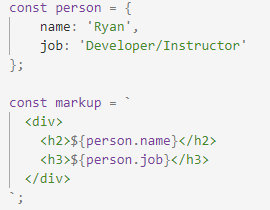 const person = {
    name: 'Ryan',
    job: 'Developer/Instructor'
};

const markup = `
  <div>
    <h2>${person.name}</h2>
    <h3>${person.job}</h3>
  </div>
`;